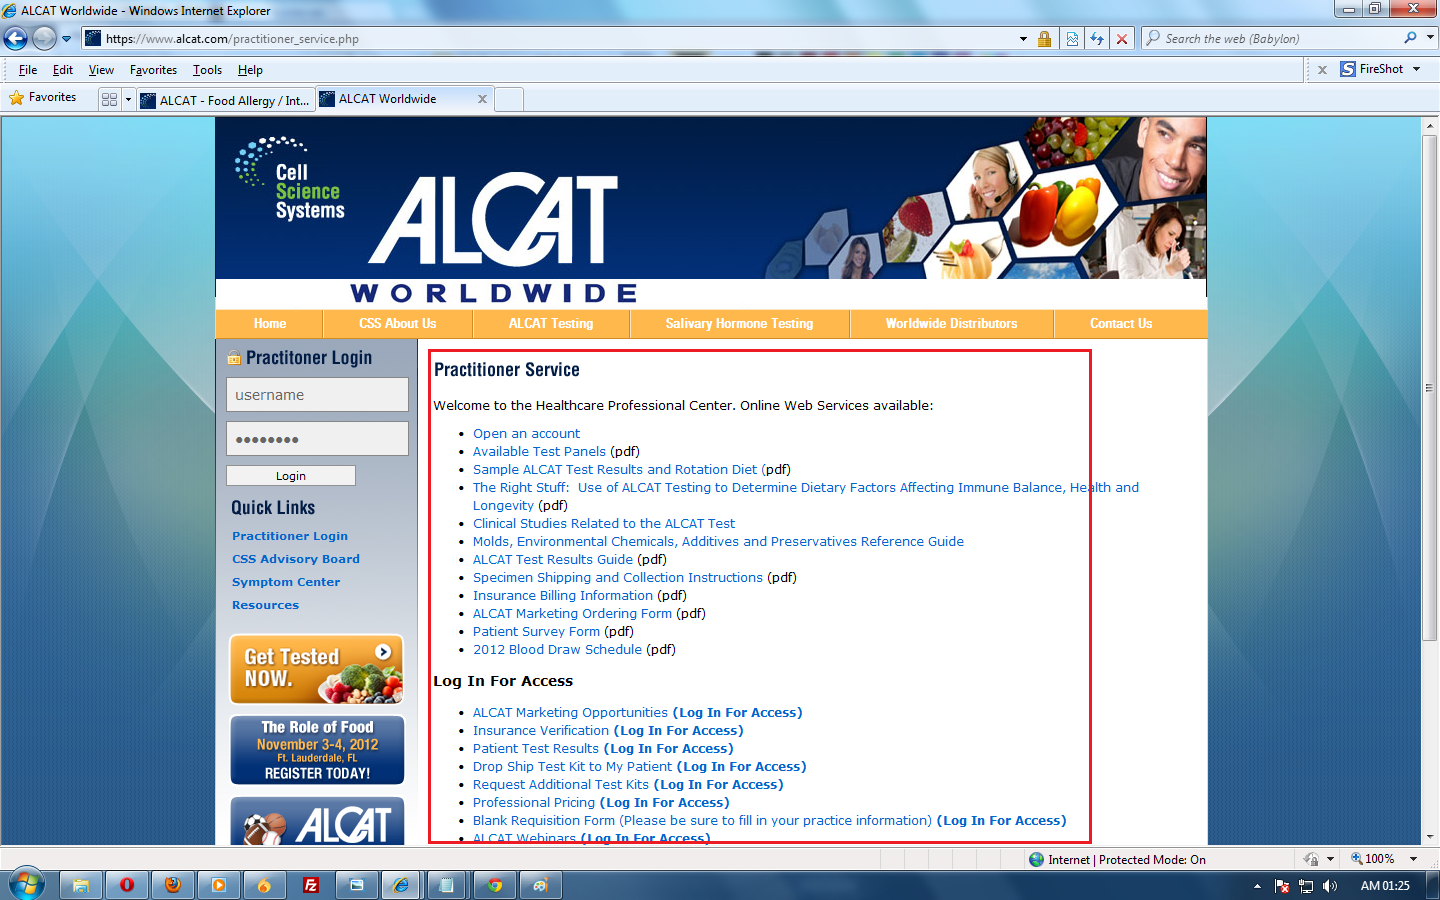 ALCAT Worldwide - Windows Internet Explorer
https://www.alcat.com/practitioner_service.php
Search the web (Babylon)
File Edit View Favorites Tools Help
x S FireShot
Favorites
ALCAT - Food Allergy / Int...
ALCAT Worldwide
Cell
Science
Systems
ALCAT
WORLDWIDE
Home CSS About Us ALCAT Testing Salivary Hormone Testing Worldwide Distributors Contact Us
Practitoner Login
username
●●●●●●●●
Login
Quick Links
Practitioner Login
CSS Advisory Board
Symptom Center
Resources
Get Tested
NOW.
The Role of Food
November 3-4, 2012
Ft. Lauderdale, FL
REGISTER TODAY!
ALCAT
Practitioner Service
Welcome to the Healthcare Professional Center. Online Web Services available:
• Open an account
• Available Test Panels (pdf)
• Sample ALCAT Test Results and Rotation Diet (pdf)
• The Right Stuff:  Use of ALCAT Testing to Determine Dietary Factors Affecting Immune Balance, Health and
Longevity (pdf)
• Clinical Studies Related to the ALCAT Test
• Molds, Environmental Chemicals, Additives and Preservatives Reference Guide
• ALCAT Test Results Guide (pdf)
• Specimen Shipping and Collection Instructions (pdf)
• Insurance Billing Information (pdf)
• ALCAT Marketing Ordering Form (pdf)
• Patient Survey Form (pdf)
• 2012 Blood Draw Schedule (pdf)
Log In For Access
• ALCAT Marketing Opportunities (Log In For Access)
• Insurance Verification (Log In For Access)
• Patient Test Results (Log In For Access)
• Drop Ship Test Kit to My Patient (Log In For Access)
• Request Additional Test Kits (Log In For Access)
• Professional Pricing (Log In For Access)
• Blank Requisition Form (Please be sure to fill in your practice information) (Log In For Access)
• ALCAT Webinars (Log In For Access)
Internet | Protected Mode: On
100%
AM 01:25